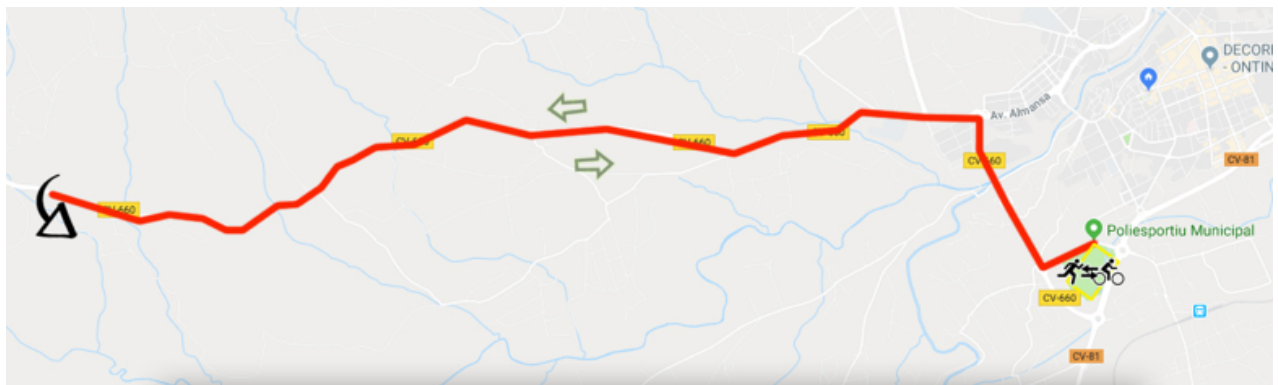 DECORI
- ONTIN
Av. Almansa
CV-660
CV-660
CV-660
CV-81
CV-660
Poliesportiu Municipal
CV-660
CV-81